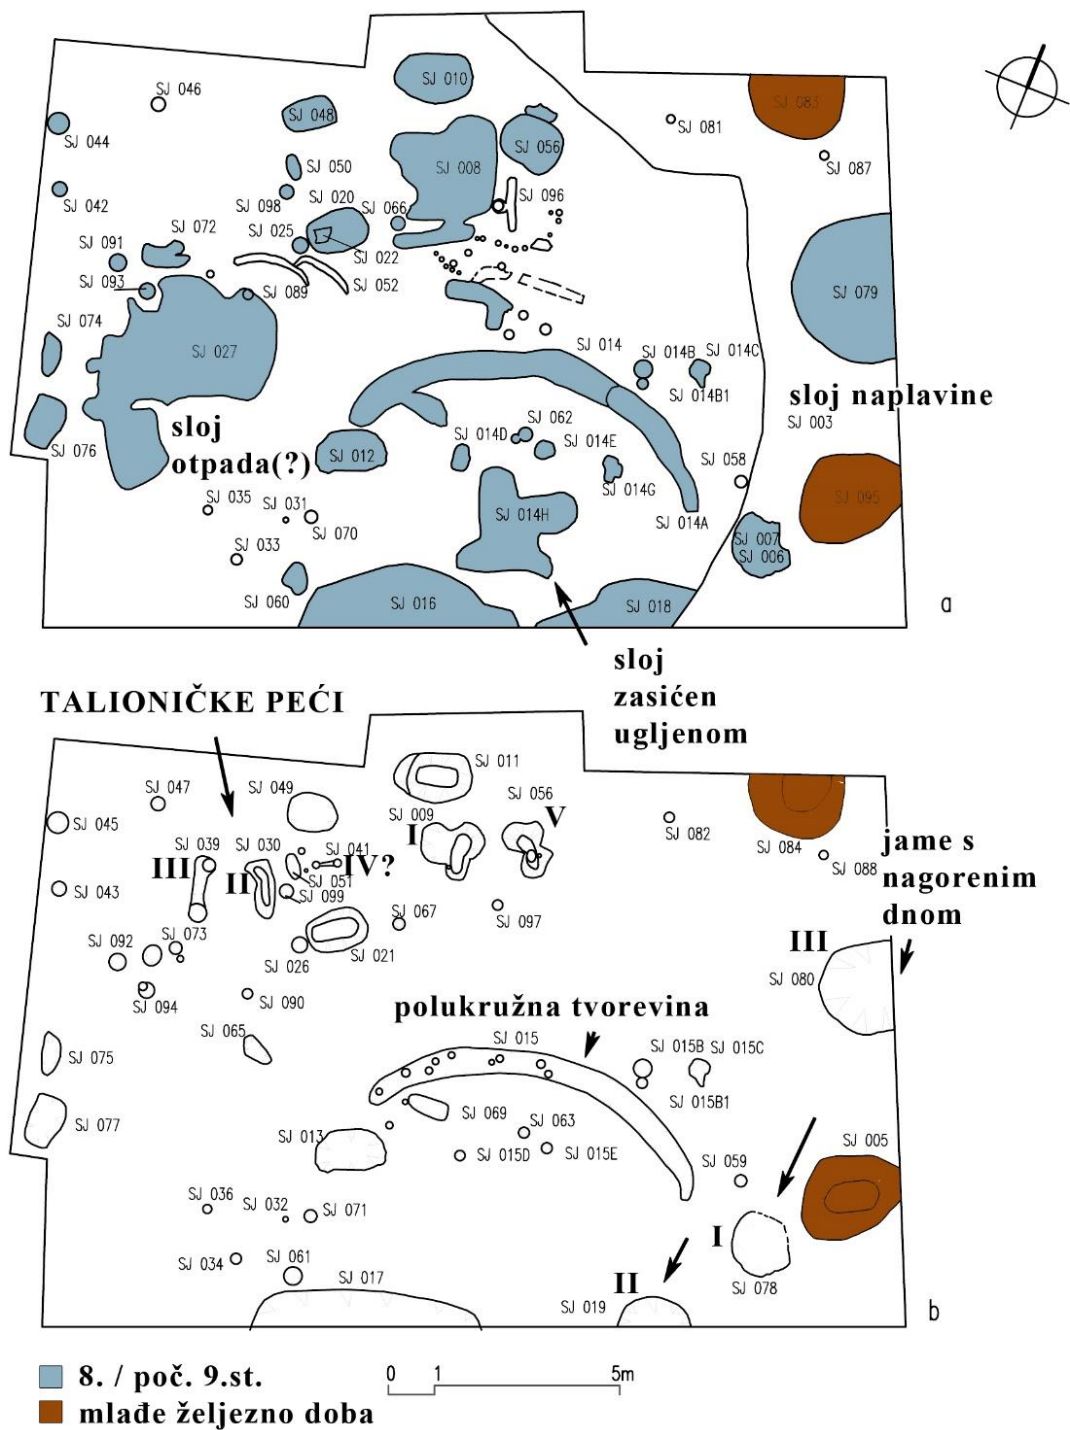 SJ 010
SJ 046
SJ 048
SJ 083
SJ 044
SJ 081
SJ 056
SJ 008
SJ 087
SJ 050
SJ 042
SJ 098
SJ 020
SJ 066
SJ 096
SJ 072
SJ 025
SJ 091
SJ 022
SJ 093
SJ 089
SJ 052
SJ 079
SJ 074
SJ 027
SJ 014
SJ 014B
SJ 014C
SJ 014B1
sloj naplavine
SJ 003
sloj
otpada(?)
SJ 062
SJ 014D
SJ 014E
SJ 076
SJ 012
SJ 058
SJ 014G
SJ 035
SJ 031
SJ 095
SJ 070
SJ 014H
SJ 014A
SJ 007
SJ 006
SJ 033
SJ 060
SJ 016
SJ 018
a
sloj
zasićen
ugljenom
TALIONIČKE PEĆI
SJ 011
SJ 047
SJ 049
SJ 056
SJ 009
V
I
SJ 045
SJ 082
SJ 039
SJ 030
SJ 041
SJ 084
jame s
nagorenim
dnom
III
II
IV?
SJ 088
SJ 043
SJ 051
SJ 099
SJ 067
SJ 097
SJ 092
SJ 073
SJ 026
SJ 021
III
SJ 080
SJ 094
SJ 090
polukružna tvorevina
SJ 065
SJ 015
SJ 015B
SJ 015C
SJ 075
SJ 015B1
SJ 069
SJ 063
SJ 077
SJ 013
SJ 005
SJ 015D
SJ 015E
SJ 059
SJ 036
SJ 032
SJ 071
I
SJ 034
SJ 061
SJ 017
II
SJ 078
SJ 019
b
8. / poč. 9.st.
0 1 5m
mlađe željezno doba